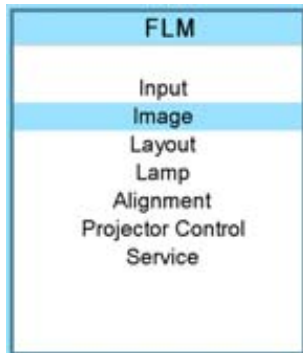 FLM
Input
Image
Layout
Lamp
Alignment
Projector Control
Service